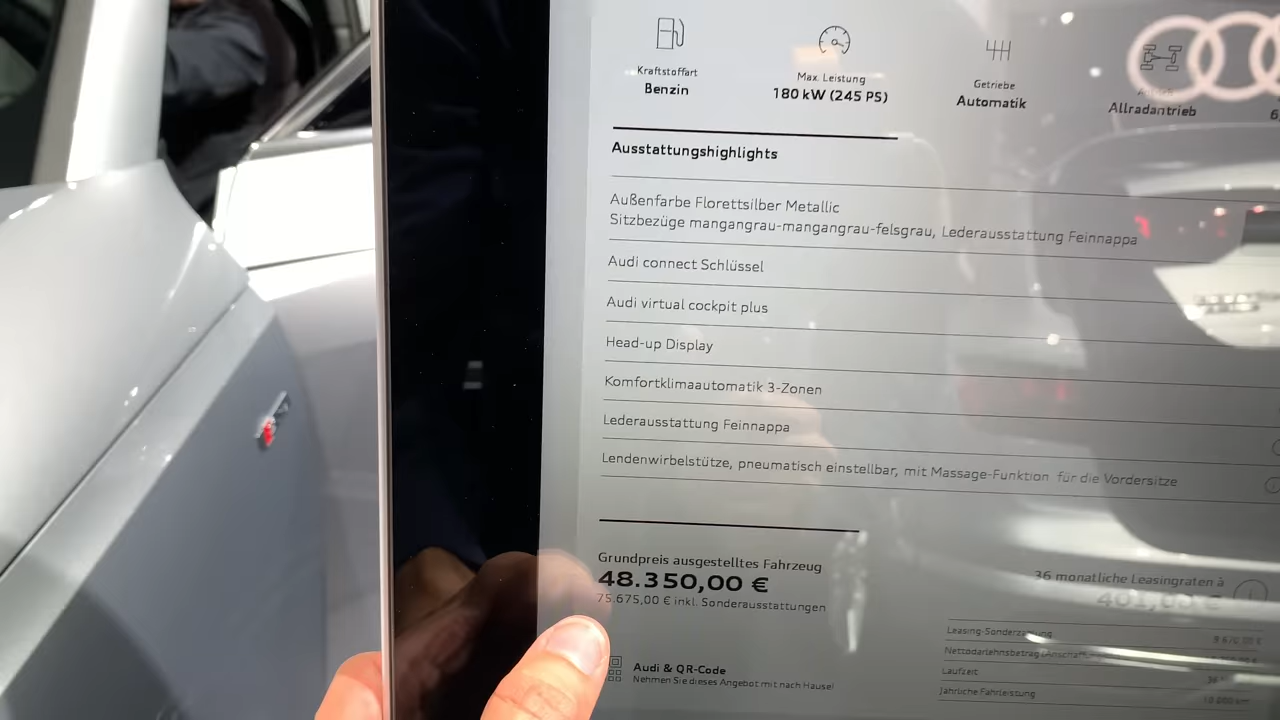 Kraftstoffart
Benzin
Max. Leistung
180 kW (245 PS)
Getriebe
Automatik
Allradantrieb
Ausstattungshighlights
Außenfarbe Florettsilber Metallic
Sitzbezüge mangangrau-mangangrau-felsgrau, Lederausstattung Feinnappa
Audi connect Schlüssel
Audi virtual cockpit plus
Head-up Display
Komfortklimaautomatik 3-Zonen
Lederausstattung Feinnappa
Lendenwirbelstütze, pneumatisch einstellbar, mit Massage-Funktion für die Vordersitze
Grundpreis ausgestelltes Fahrzeug
48.350,00 €
75.675,00 € inkl. Sonderausstattungen
Audi & QR-Code
Nehmen Sie dieses Angebot mit nach Hause!
36 monatliche Leasingraten à
Leasing-Sonderzahlung
Nettodarlehnsbetrag
Laufzeit
Jährliche Fahrleistung